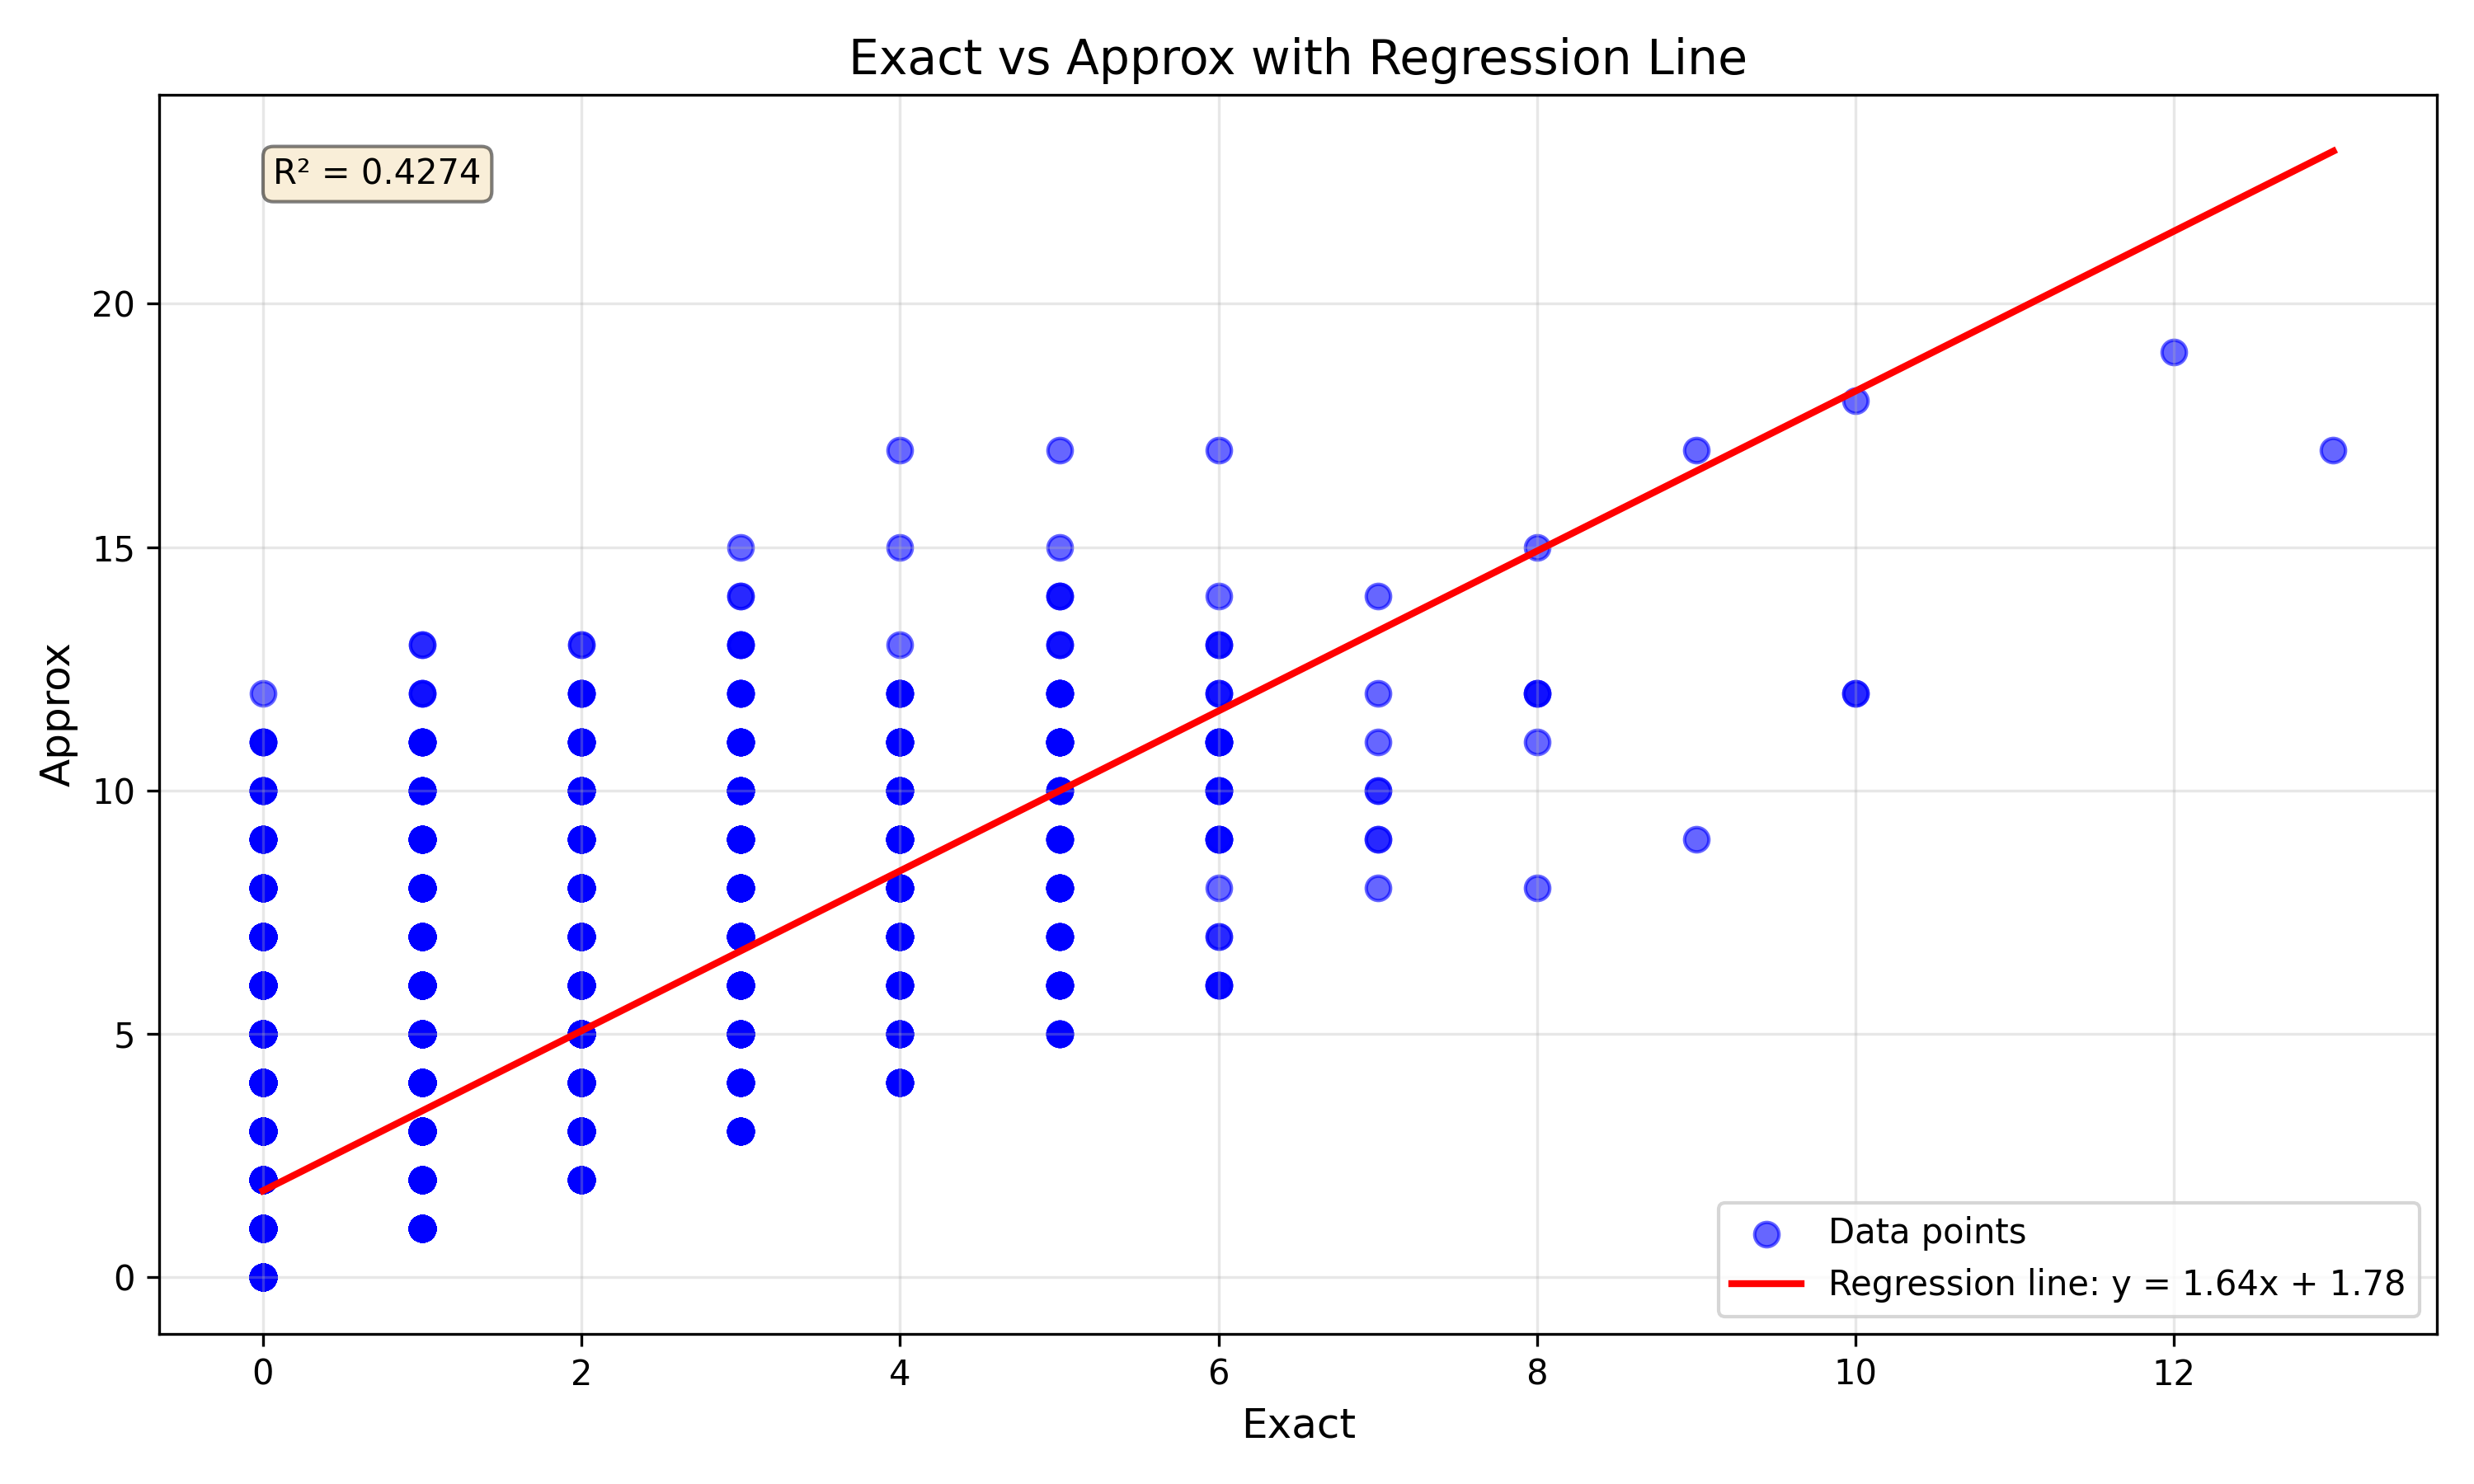 Exact vs Approx with Regression Line
R² = 0.4274
20
15
10
5
0
Approx
Data points
Regression line: y = 1.64x + 1.78
0 2 4 6 8 10 12
Exact